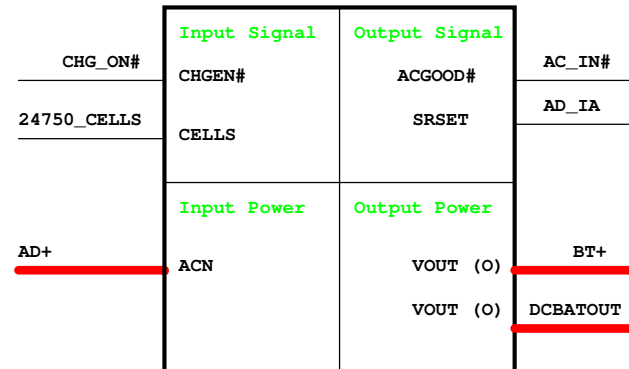 Input Signal Output Signal
CHG_ON# CHGEN# ACGOOD# AC_IN#
24750_CELLS CELLS SRSET AD_IA
Input Power Output Power
AD+ ACN VOUT (O) BT+
VOUT (O) DCBATOUT